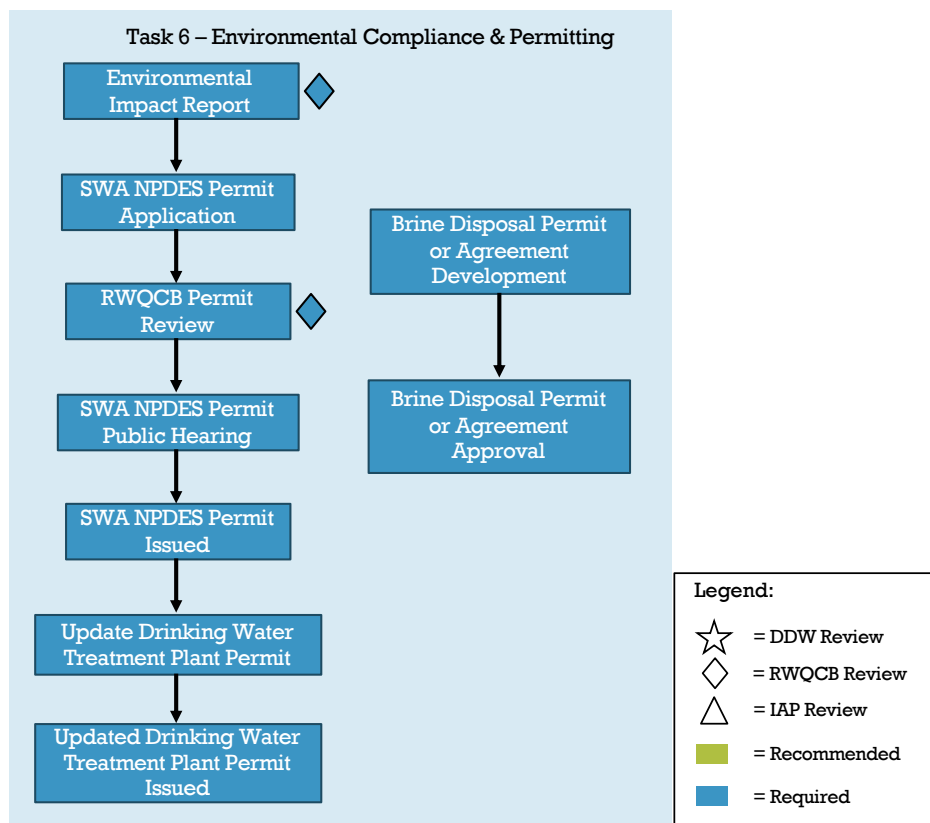 Task 6 – Environmental Compliance & Permitting
Environmental
Impact Report
SWA NPDES Permit
Application
RWQCB Permit
Review
SWA NPDES Permit
Public Hearing
SWA NPDES Permit
Issued
Update Drinking Water
Treatment Plant Permit
Updated Drinking Water
Treatment Plant Permit
Issued
Brine Disposal Permit
or Agreement
Development
Brine Disposal Permit
or Agreement
Approval
Legend:
= DDW Review
= RWQCB Review
= IAP Review
= Recommended
= Required